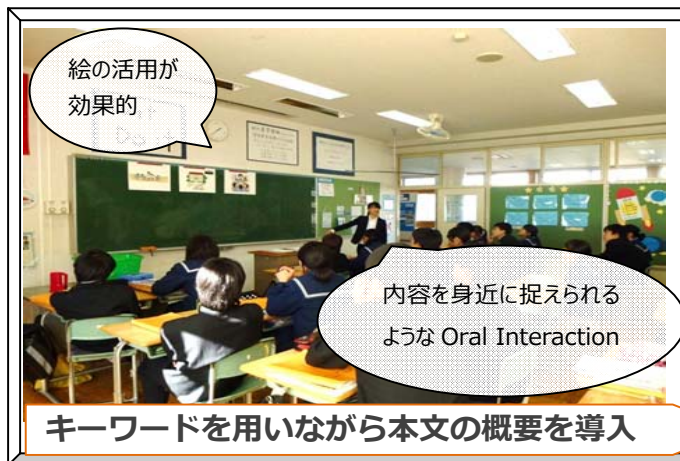 絵の活用が
効果的
内容を身近に捉えられる
ような Oral Interaction
キーワードを用いながら本文の概要を導入